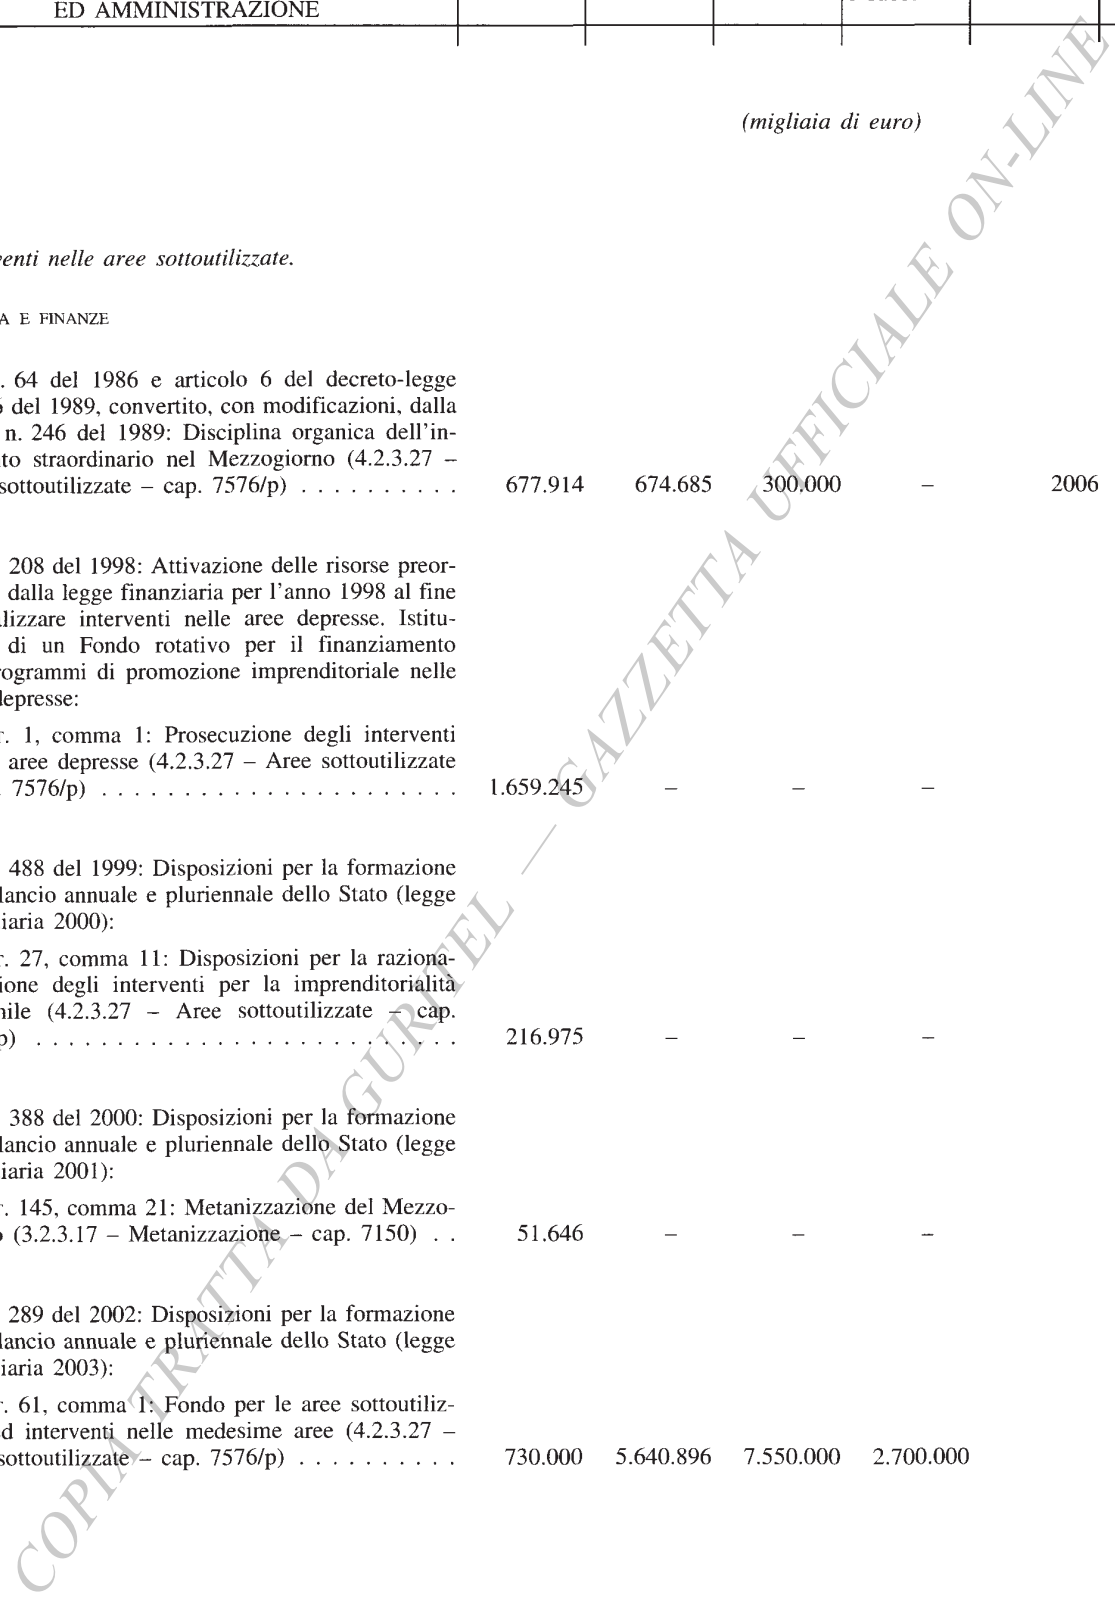 ED AMMINISTRAZIONE
(migliaia di euro)
enti nelle aree sottoutilizzate.
A E FINANZE
. 64 del 1986 e articolo 6 del decreto-legge
del 1989, convertito, con modificazioni, dalla
n. 246 del 1989: Disciplina organica dell'in-
to straordinario nel Mezzogiorno (4.2.3.27 –
sottoutilizzate – cap. 7576/p) . . . . . . . . . . 677.914 674.685 300.000 – 2006
208 del 1998: Attivazione delle risorse preor-
dalla legge finanziaria per l'anno 1998 al fine
lizzare interventi nelle aree depresse. Istitu-
di un Fondo rotativo per il finanziamento
ogrammi di promozione imprenditoriale nelle
depresse:
r. 1, comma 1: Prosecuzione degli interventi
aree depresse (4.2.3.27 – Aree sottoutilizzate
. 7576/p) . . . . . . . . . . . . . . . . . . . . . . 1.659.245 – – –
488 del 1999: Disposizioni per la formazione
lancio annuale e pluriennale dello Stato (legge
iaria 2000):
r. 27, comma 11: Disposizioni per la raziona-
ione degli interventi per la imprenditorialità
nile (4.2.3.27 – Aree sottoutilizzate – cap.
p) . . . . . . . . . . . . . . . . . . . . . . . . . . 216.975 – – –
388 del 2000: Disposizioni per la formazione
lancio annuale e pluriennale dello Stato (legge
iaria 2001):
r. 145, comma 21: Metanizzazione del Mezzo-
o (3.2.3.17 – Metanizzazione – cap. 7150) . . 51.646 – – –
289 del 2002: Disposizioni per la formazione
lancio annuale e pluriennale dello Stato (legge
iaria 2003):
r. 61, comma 1: Fondo per le aree sottoutiliz-
d interventi nelle medesime aree (4.2.3.27 –
sottoutilizzate – cap. 7576/p) . . . . . . . . . . 730.000 5.640.896 7.550.000 2.700.000
COPIA TRATTA DA GURITEL — GAZZETTA UFFICIALE ON-LINE